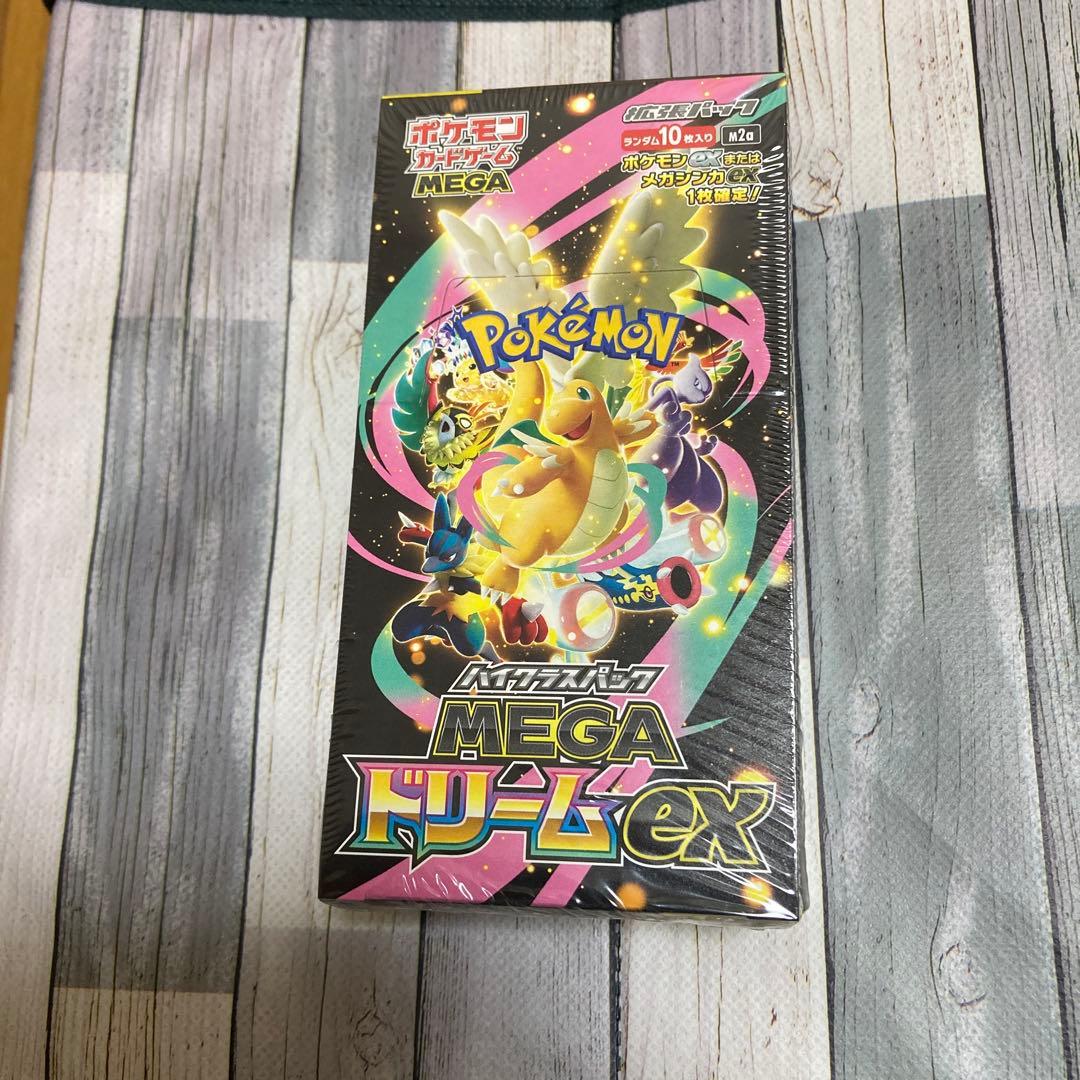 ポケモン
カードゲーム
MEGA
拡張パック
ランダム10枚入り M2a
ポケモンexまたは
メガシンカex
1枚確定!
POKéMON
TM
ハイクラスパック
MEGA
ドリームex